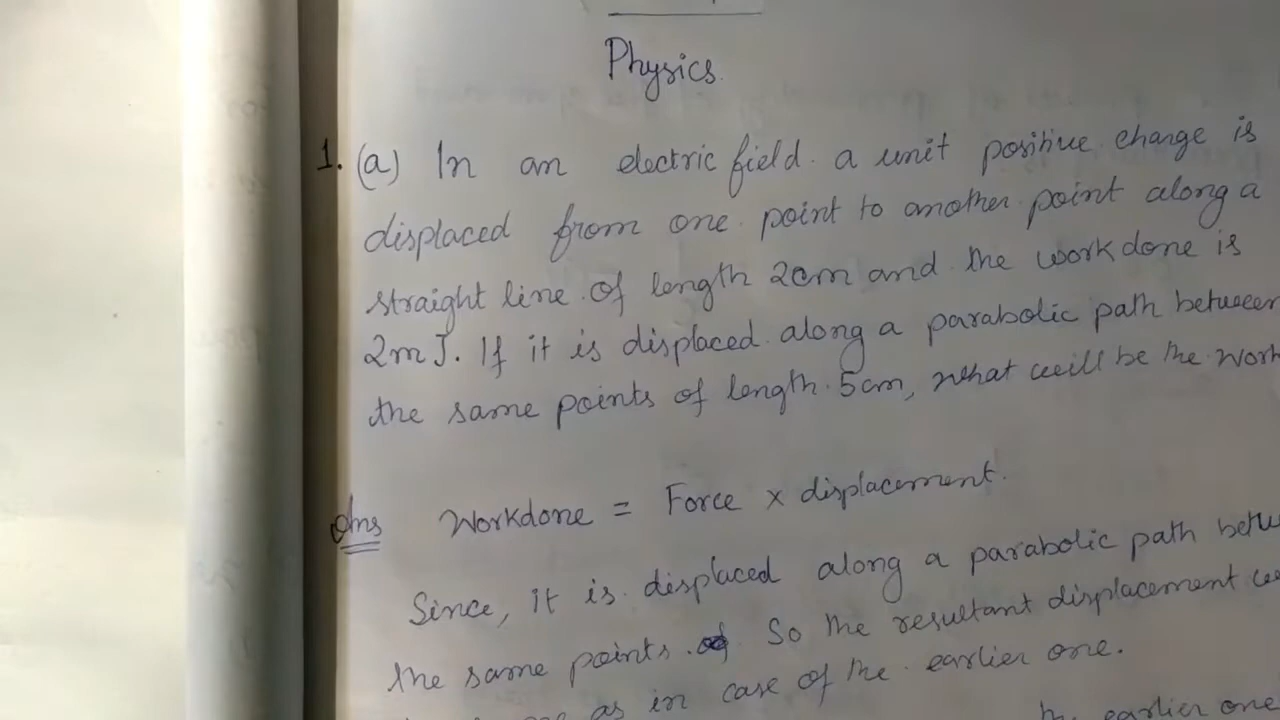 Physics.
1. (a) In an electric field a unit positive charge is
displaced from one point to another point along a
straight line of length 2cm and the workdone is
2mJ. If it is displaced along a parabolic path between
the same points of length 5cm, what will be the work
Ans Workdone = Force × displacement.
Since, it is displaced along a parabolic path betw
the same points. So the resultant displacement
as in case of the earlier one.
earlier one